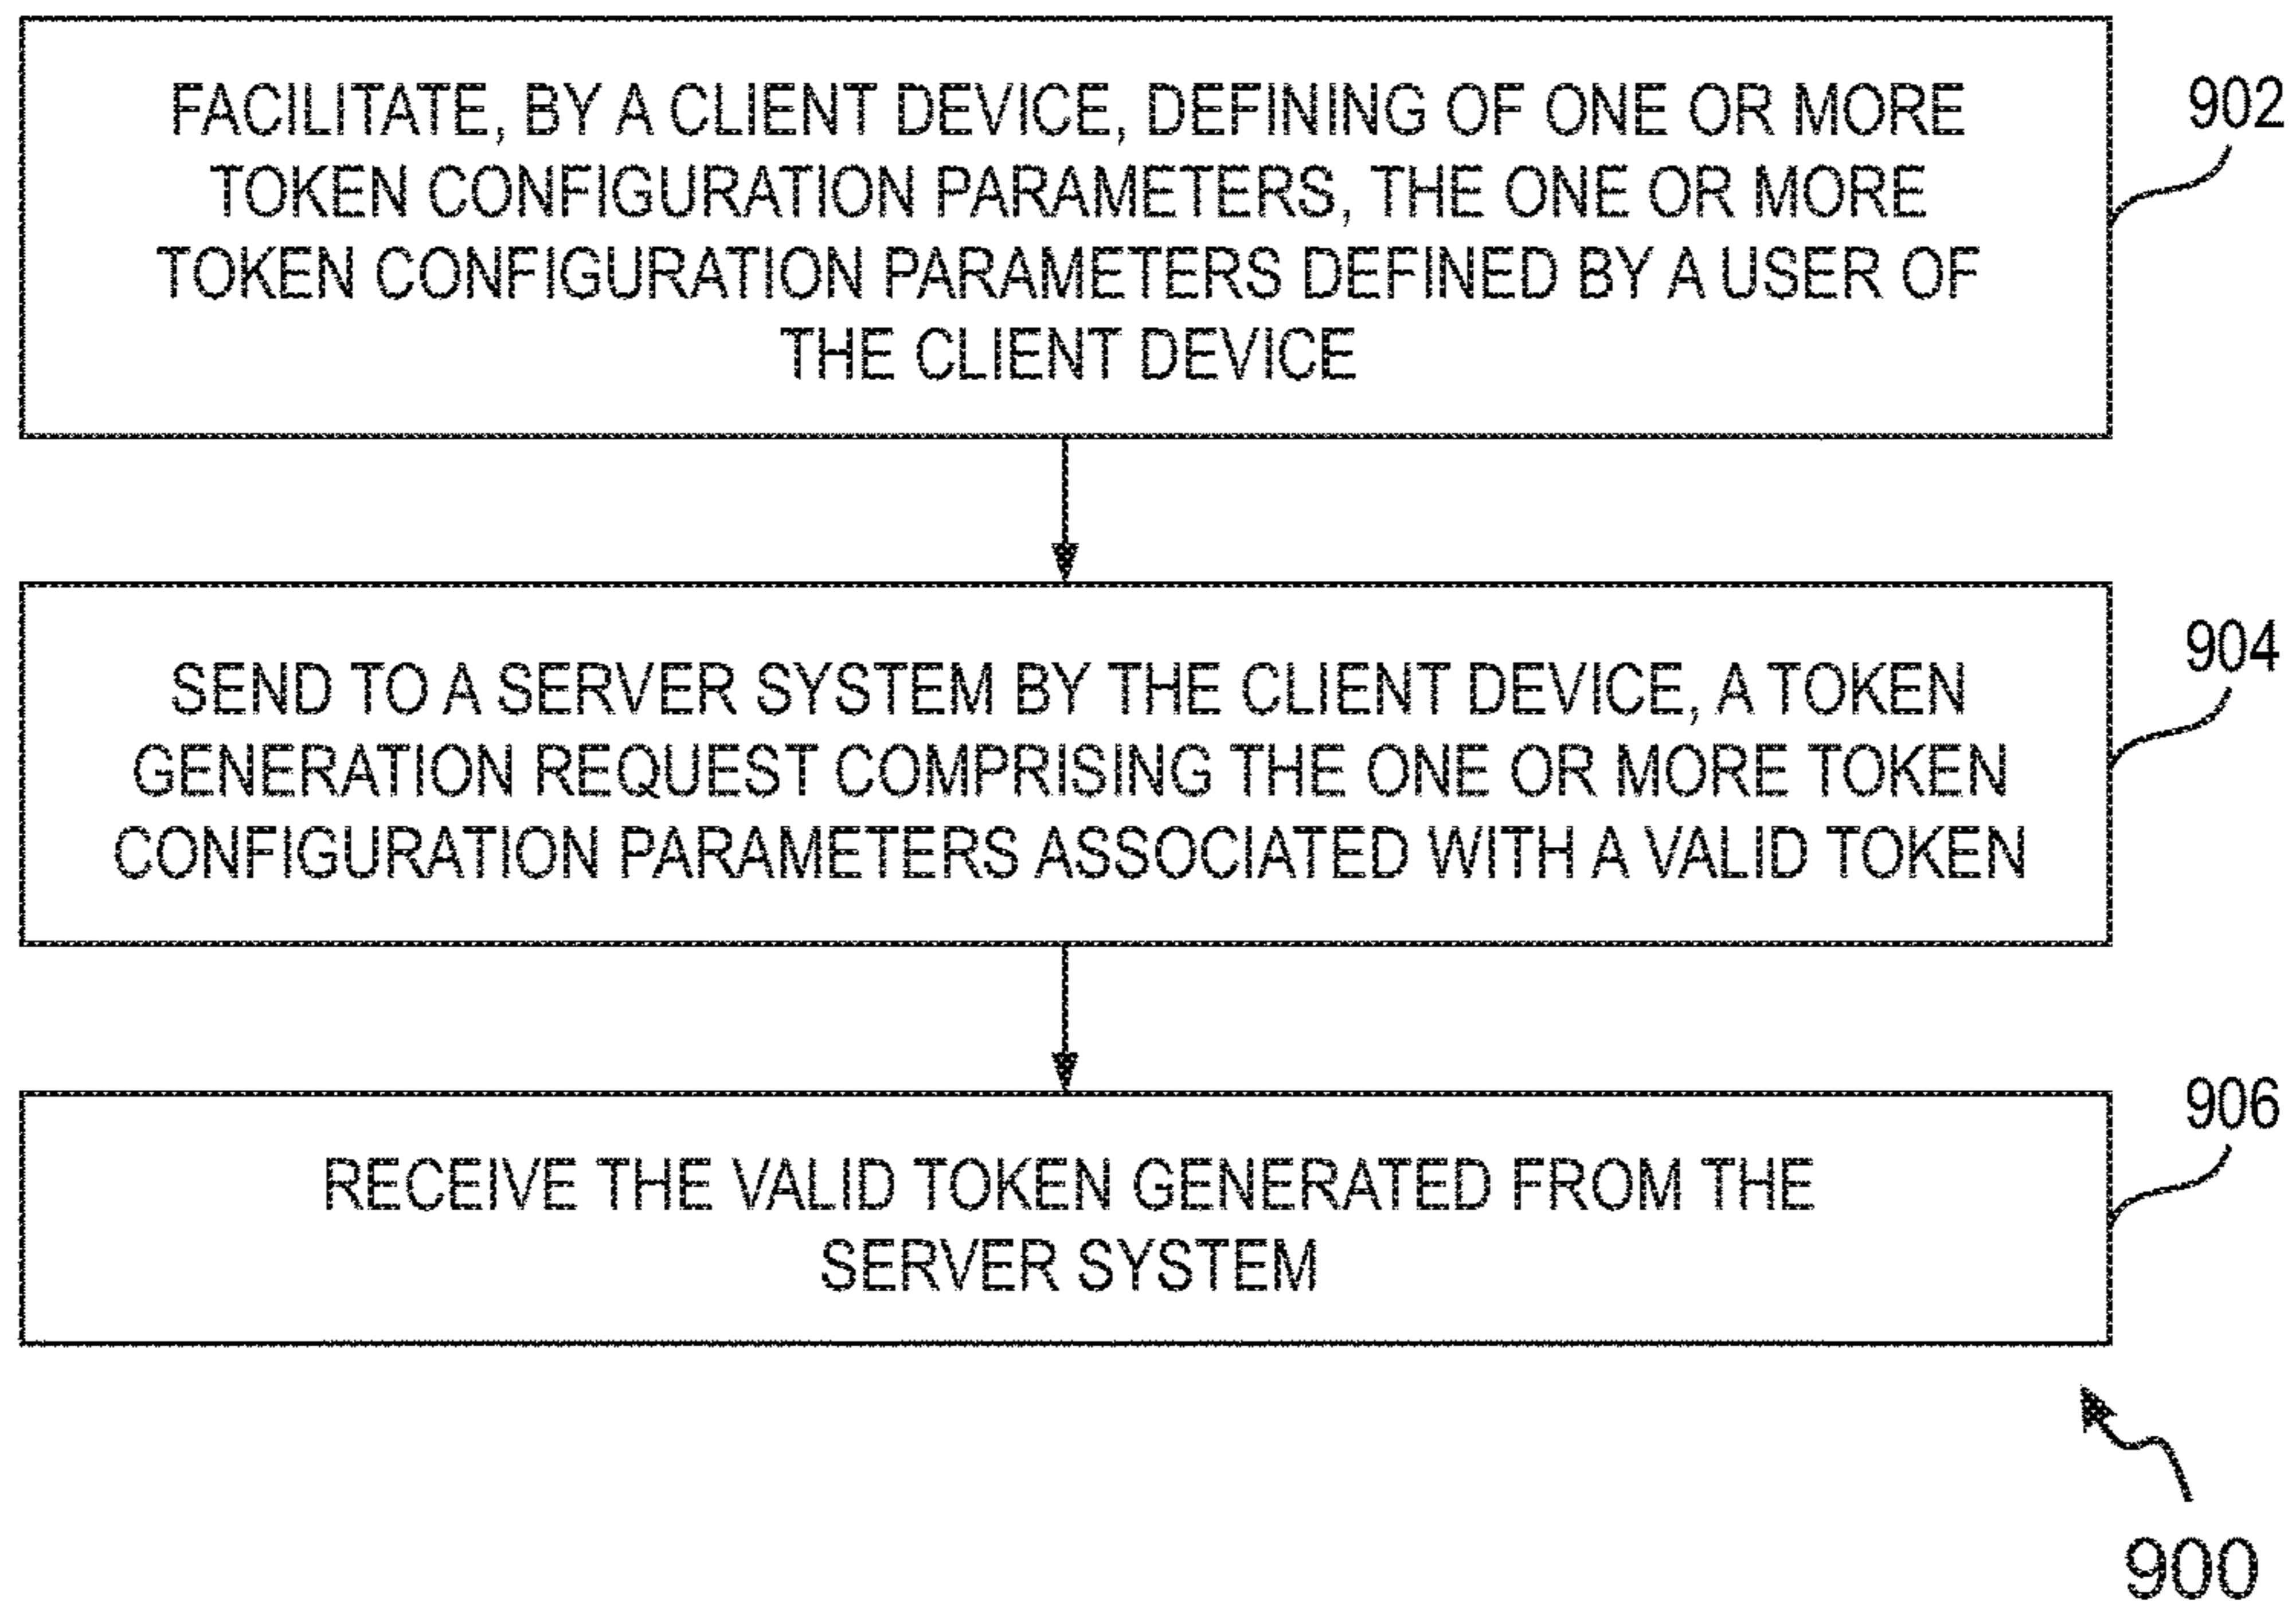 FACILITATE, BY A CLIENT DEVICE, DEFINING OF ONE OR MORE
TOKEN CONFIGURATION PARAMETERS, THE ONE OR MORE
TOKEN CONFIGURATION PARAMETERS DEFINED BY A USER OF
THE CLIENT DEVICE
902
SEND TO A SERVER SYSTEM BY THE CLIENT DEVICE, A TOKEN
GENERATION REQUEST COMPRISING THE ONE OR MORE TOKEN
CONFIGURATION PARAMETERS ASSOCIATED WITH A VALID TOKEN
904
RECEIVE THE VALID TOKEN GENERATED FROM THE
SERVER SYSTEM
906
900